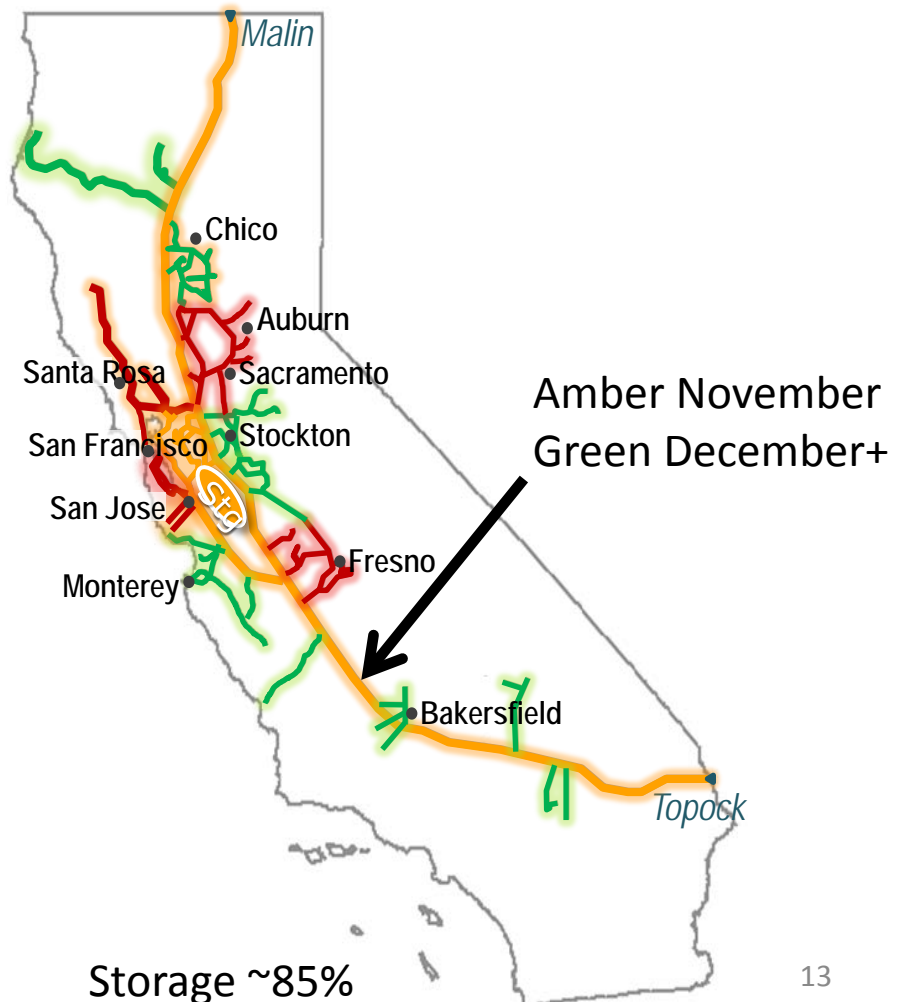 Malin
Chico
Auburn
Santa Rosa
Sacramento
Amber November
Green December+
San Francisco
Stockton
Stg
San Jose
Fresno
Monterey
Bakersfield
Topock
Storage ~85%
13